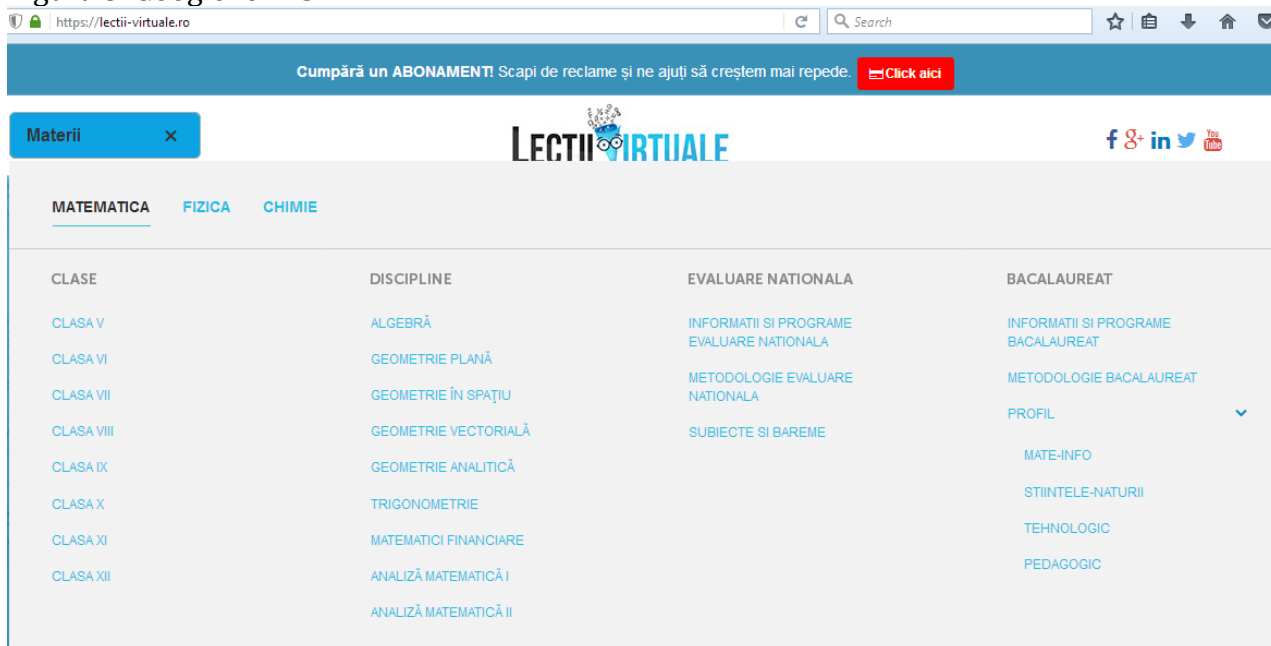 https://lectii-virtuale.ro
Search
Cumpără un ABONAMENT! Scapi de reclame și ne ajuți să creștem mai repede. Click aici
Materii ×
LECTII VIRTUALE
f g+ in You Tube
MATEMATICA FIZICA CHIMIE
CLASE
CLASA V
CLASA VI
CLASA VII
CLASA VIII
CLASA IX
CLASA X
CLASA XI
CLASA XII
DISCIPLINE
ALGEBRĂ
GEOMETRIE PLANĂ
GEOMETRIE ÎN SPAȚIU
GEOMETRIE VECTORIALĂ
GEOMETRIE ANALITICĂ
TRIGONOMETRIE
MATEMATICI FINANCIARE
ANALIZĂ MATEMATICĂ I
ANALIZĂ MATEMATICĂ II
EVALUARE NATIONALA
INFORMATII SI PROGRAME
EVALUARE NATIONALA
METODOLOGIE EVALUARE
NATIONALA
SUBIECTE SI BAREME
BACALAUREAT
INFORMATII SI PROGRAME
BACALAUREAT
METODOLOGIE BACALAUREAT
PROFIL
MATE-INFO
STIINTELE-NATURII
TEHNOLOGIC
PEDAGOGIC